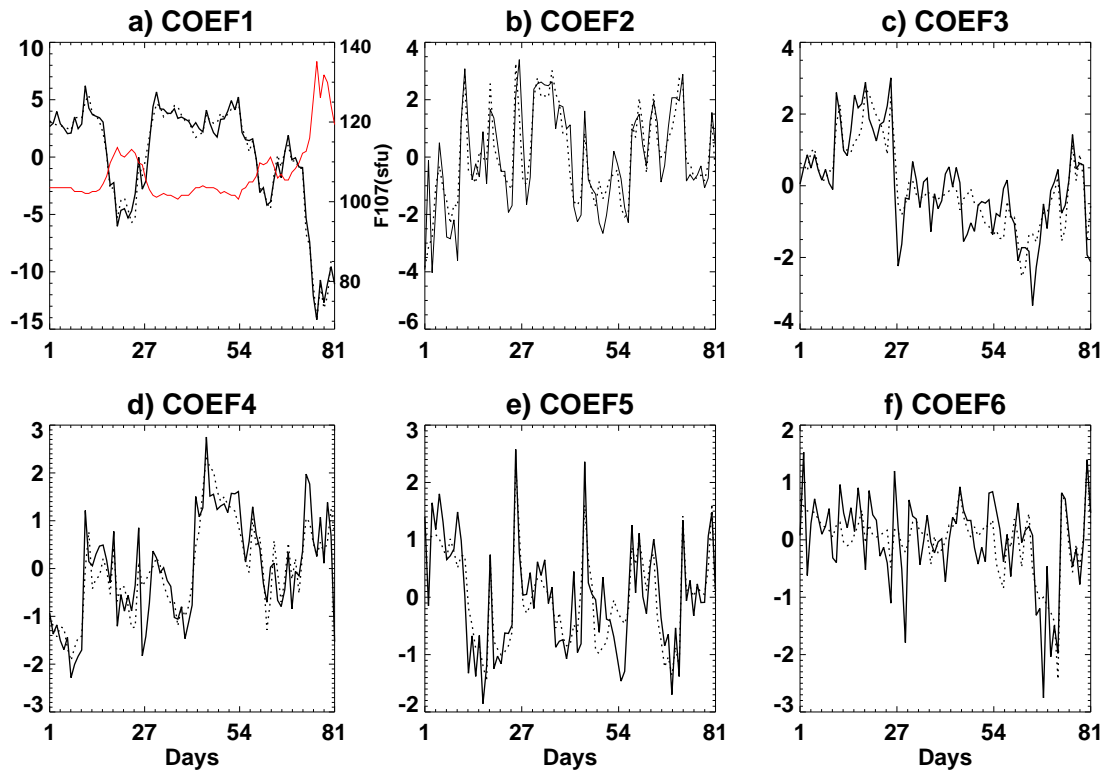 a) COEF1
b) COEF2
c) COEF3
10
5
0
-5
-10
-15
140
120
100
80
F107(sfu)
1 27 54 81
4
2
0
-2
-4
-6
1 27 54 81
4
2
0
-2
-4
1 27 54 81
d) COEF4
e) COEF5
f) COEF6
3
2
1
0
-1
-2
-3
1 27 54 81
Days
3
2
1
0
-1
-2
1 27 54 81
Days
2
1
0
-1
-2
-3
1 27 54 81
Days